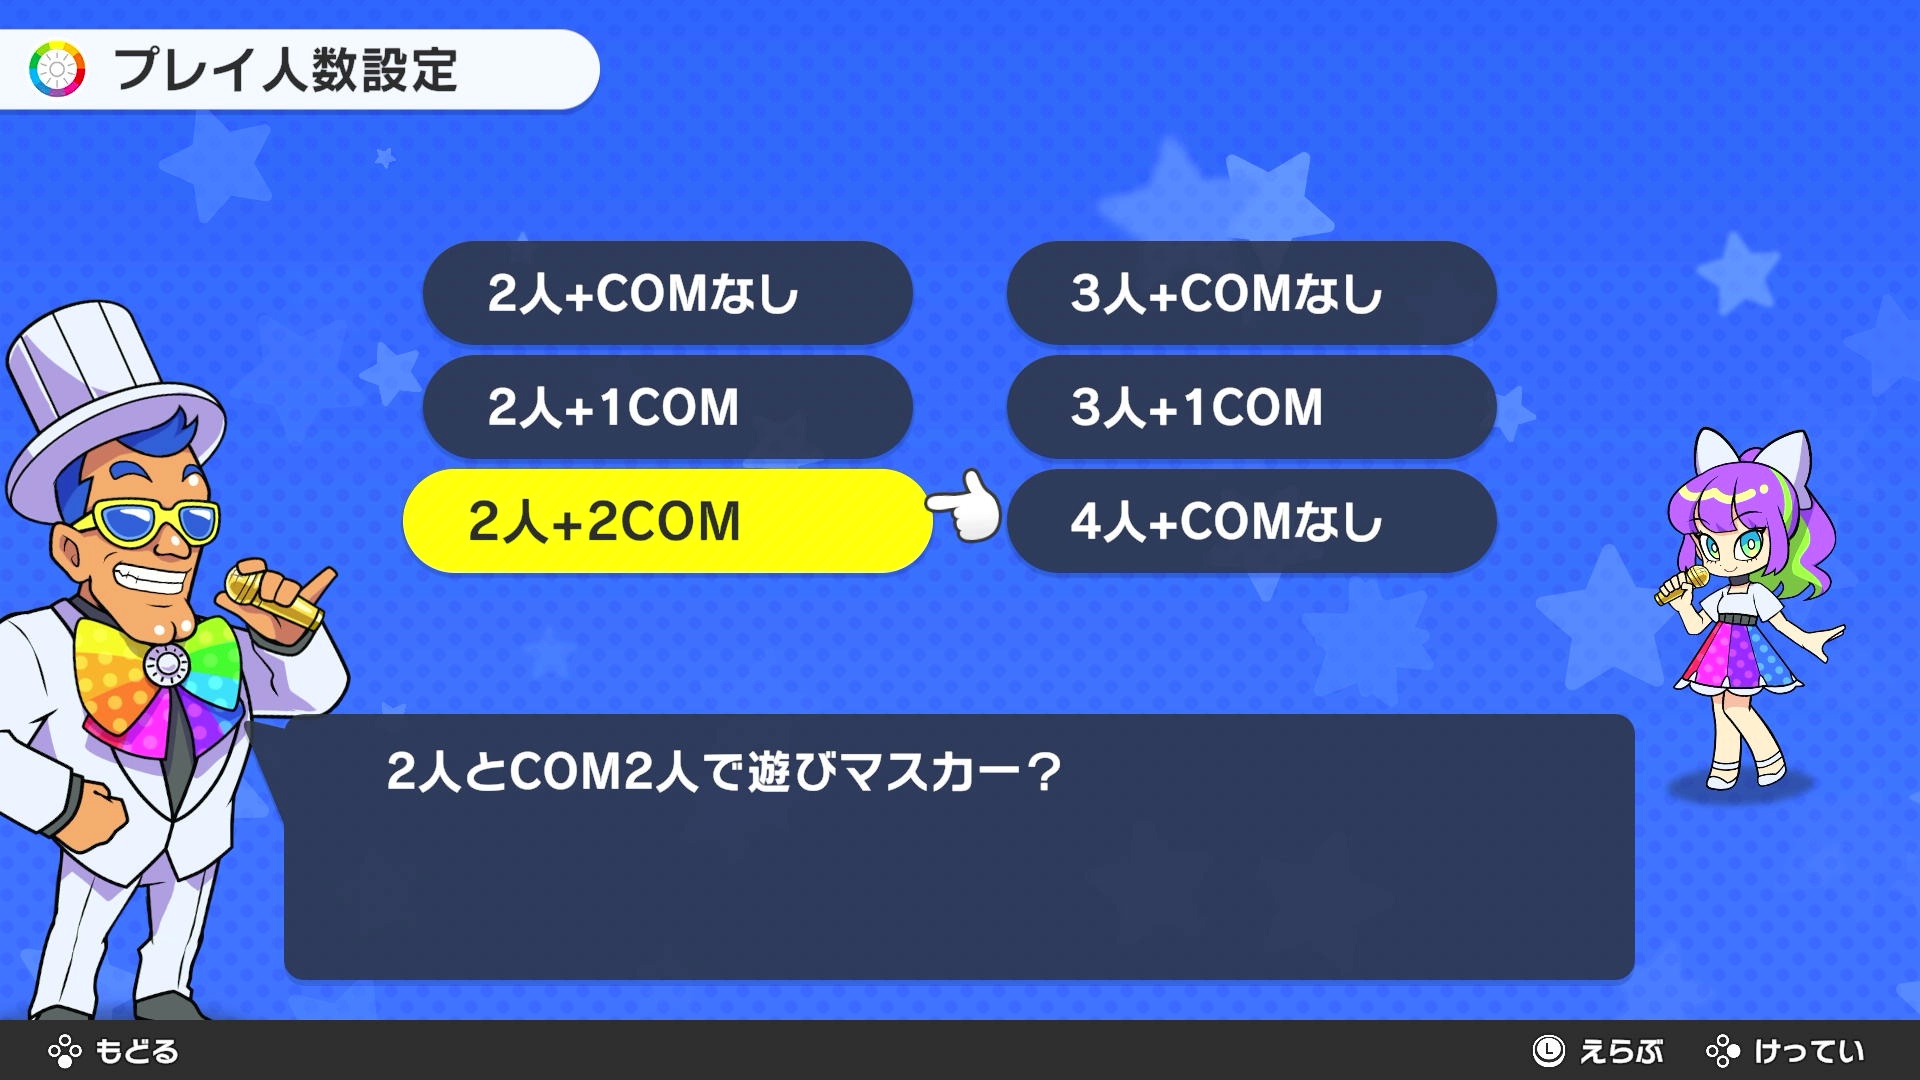 プレイ人数設定
2人+COMなし
3人+COMなし
2人+1COM
3人+1COM
2人+2COM
4人+COMなし
2人とCOM2人で遊びマスカー？
もどる
L えらぶ けってい